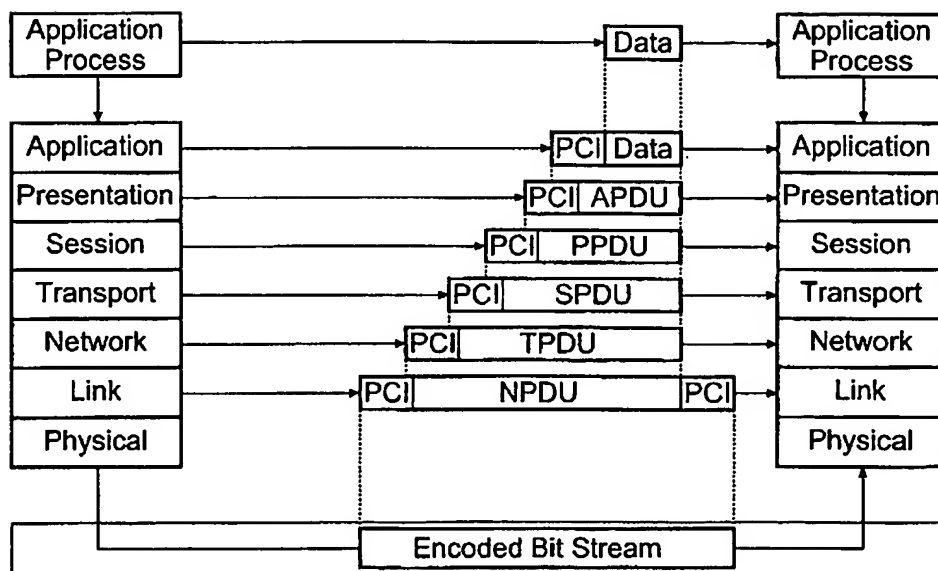 Application Process
Data
Application Process
Application
PCI Data
Application
Presentation
PCI APDU
Presentation
Session
PCI PPDU
Session
Transport
PCI SPDU
Transport
Network
PCI TPDU
Network
Link
PCI NPDU PCI
Link
Physical
Physical
Encoded Bit Stream